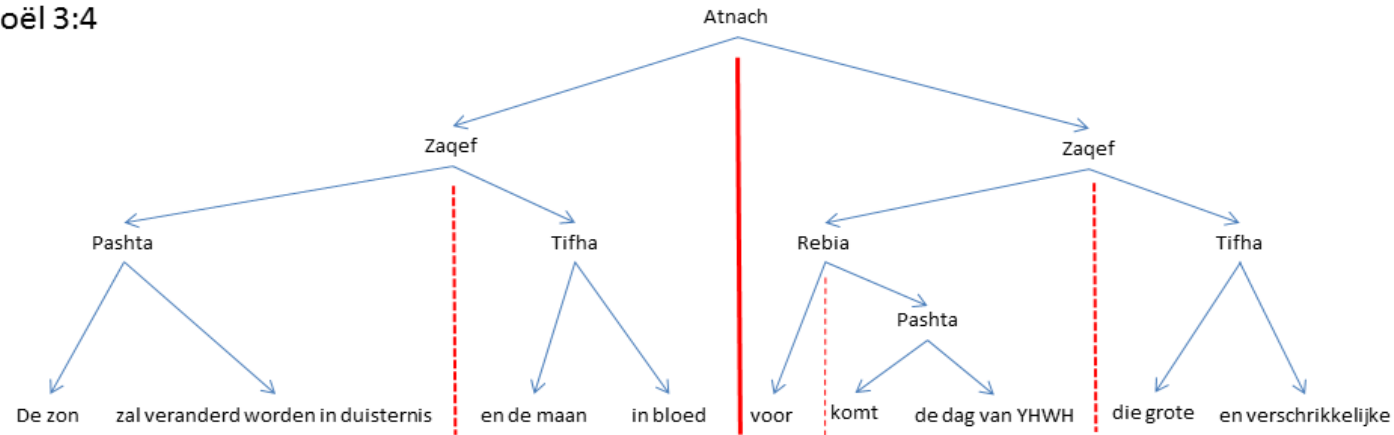 oël 3:4
Atnach
Zaqef
Zaqef
Pashta
Tifha
Rebia
Tifha
Pashta
De zon
zal veranderd worden in duisternis
en de maan
in bloed
voor
komt
de dag van YHWH
die grote
en verschrikkelijke